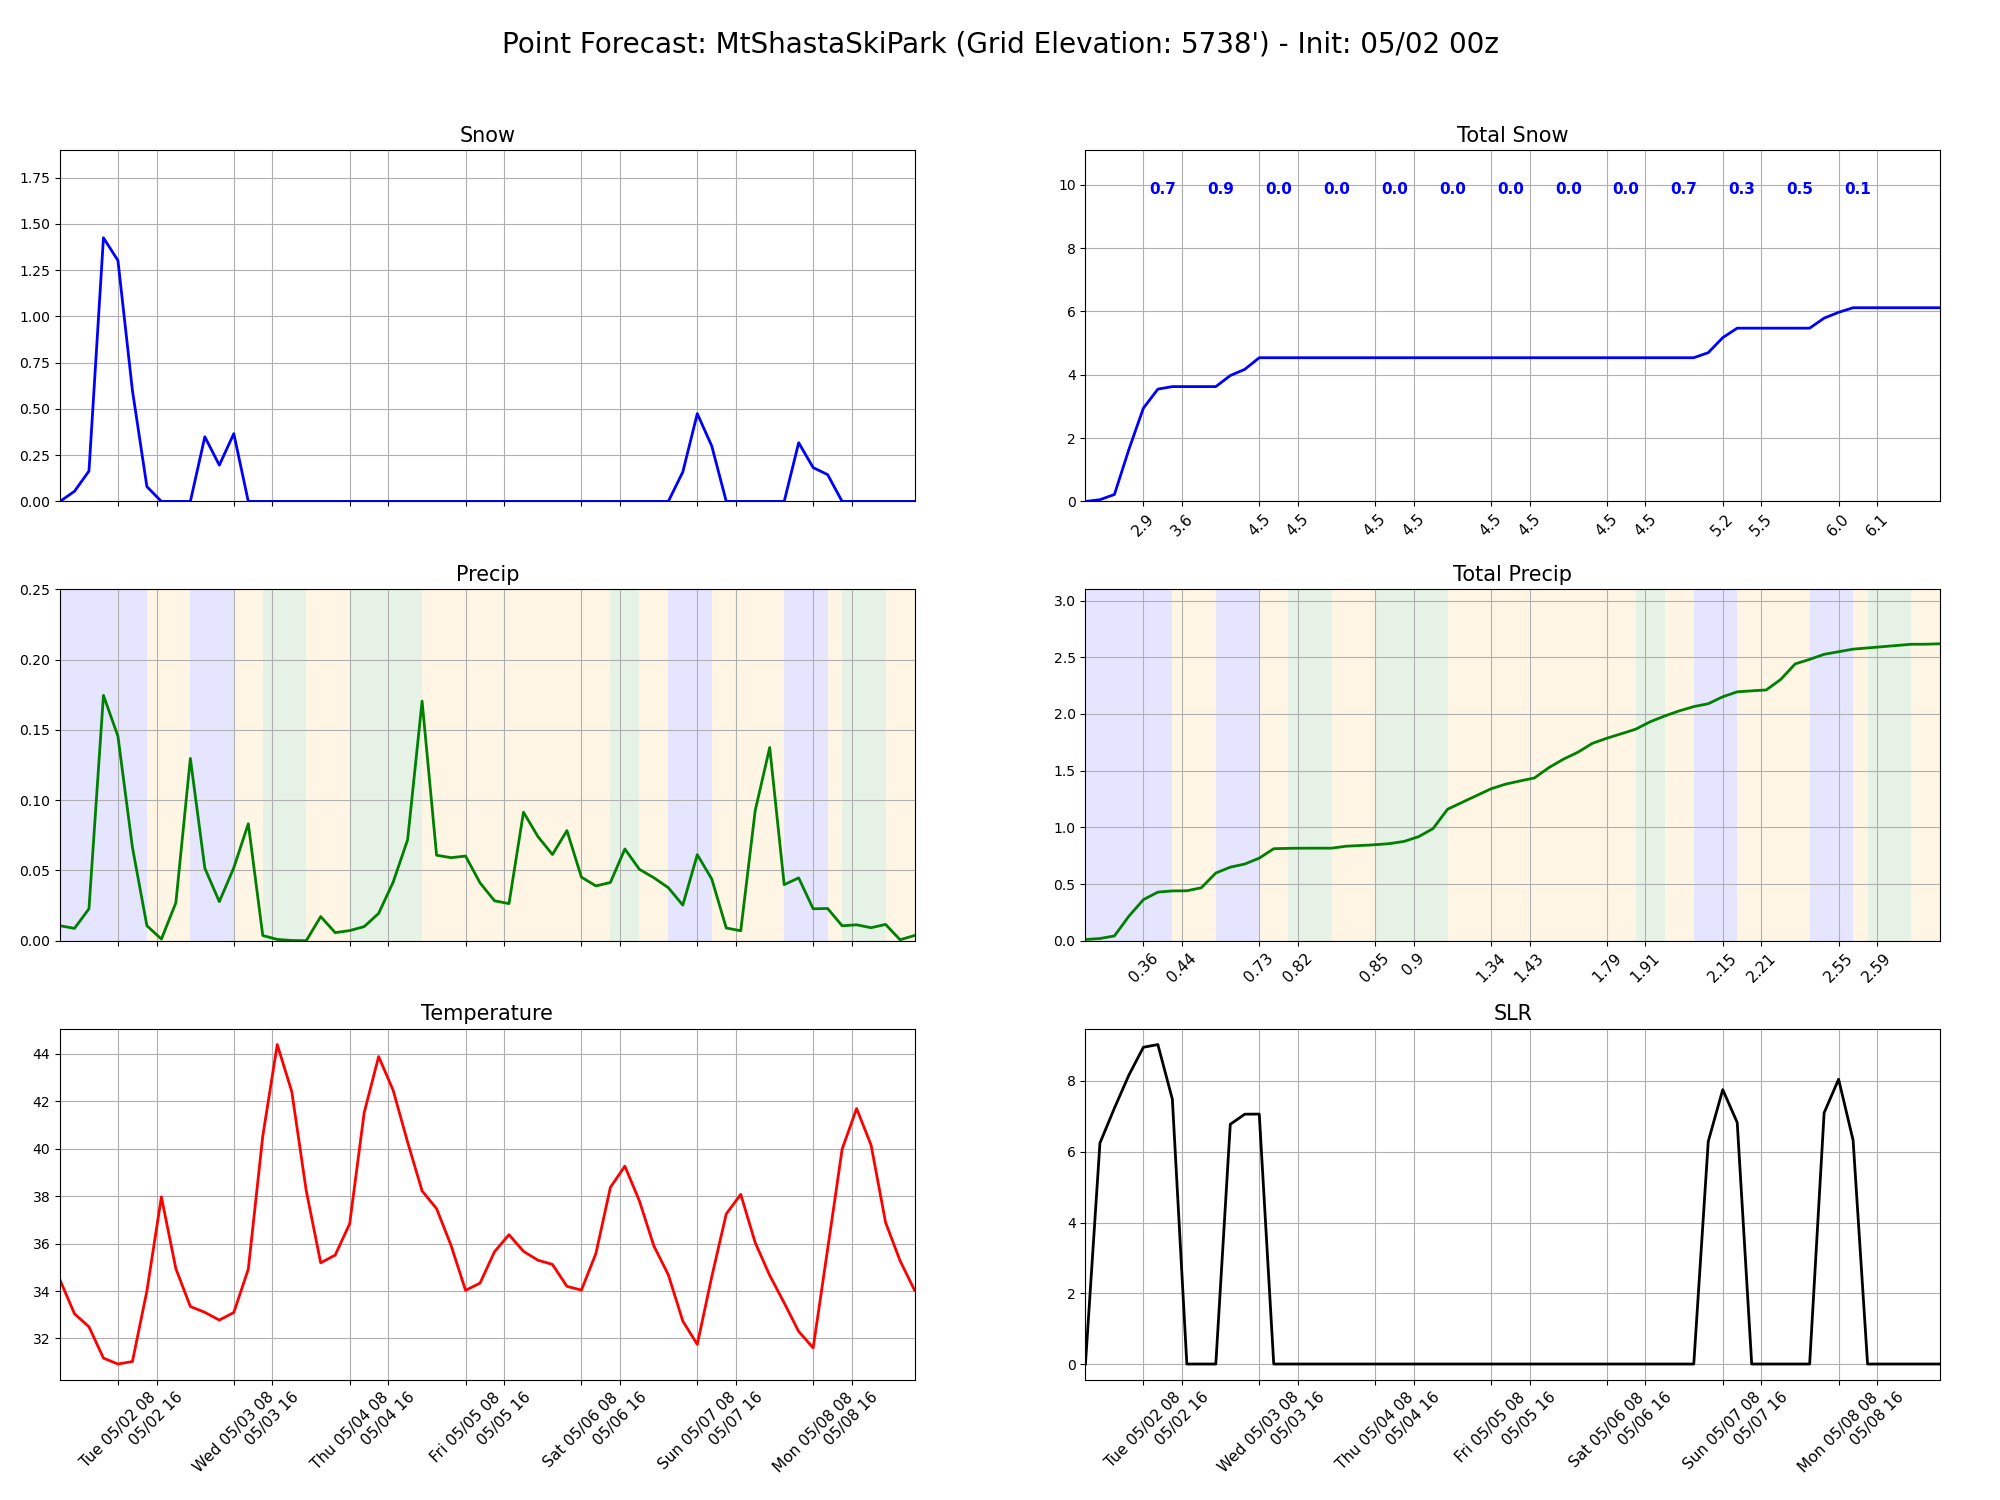 Point Forecast: MtShastaSkiPark (Grid Elevation: 5738') - Init: 05/02 00z
Snow
1.75
1.50
1.25
1.00
0.75
0.50
0.25
0.00
Total Snow
0.7 0.9 0.0 0.0 0.0 0.0 0.0 0.0 0.0 0.7 0.3 0.5 0.1
10
8
6
4
2
0
2.9 3.6 4.5 4.5 4.5 4.5 4.5 4.5 4.5 4.5 5.2 5.5 6.0 6.1
Precip
0.25
0.20
0.15
0.10
0.05
0.00
Total Precip
3.0
2.5
2.0
1.5
1.0
0.5
0.0
0.36 0.44 0.73 0.82 0.85 0.9 1.34 1.43 1.79 1.91 2.15 2.21 2.55 2.59
Temperature
44
42
40
38
36
34
32
Tue 05/02 08
05/02 16
Wed 05/03 08
05/03 16
Thu 05/04 08
05/04 16
Fri 05/05 08
05/05 16
Sat 05/06 08
05/06 16
Sun 05/07 08
05/07 16
Mon 05/08 08
05/08 16
SLR
8
6
4
2
0
Tue 05/02 08
05/02 16
Wed 05/03 08
05/03 16
Thu 05/04 08
05/04 16
Fri 05/05 08
05/05 16
Sat 05/06 08
05/06 16
Sun 05/07 08
05/07 16
Mon 05/08 08
05/08 16